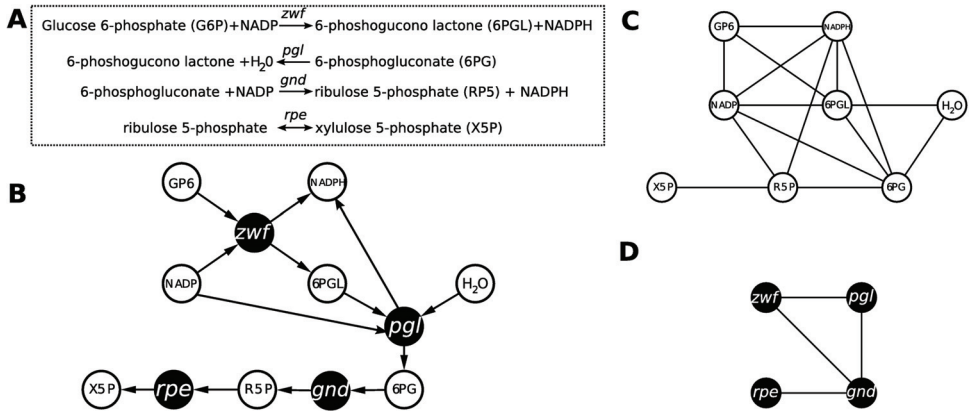 A
Glucose 6-phosphate (G6P)+NADP zwf 6-phoshogucono lactone (6PGL)+NADPH
6-phoshogucono lactone +H2O pgl 6-phosphogluconate (6PG)
6-phosphogluconate +NADP gnd ribulose 5-phosphate (RP5) + NADPH
ribulose 5-phosphate rpe xylulose 5-phosphate (X5P)
B
GP6
NADPH
zwf
NADP
6PGL
H2O
pgl
X5P
rpe
R5P
gnd
6PG
C
GP6
NADPH
NADP
6PGL
H2O
X5P
R5P
6PG
D
zwf
pgl
rpe
gnd